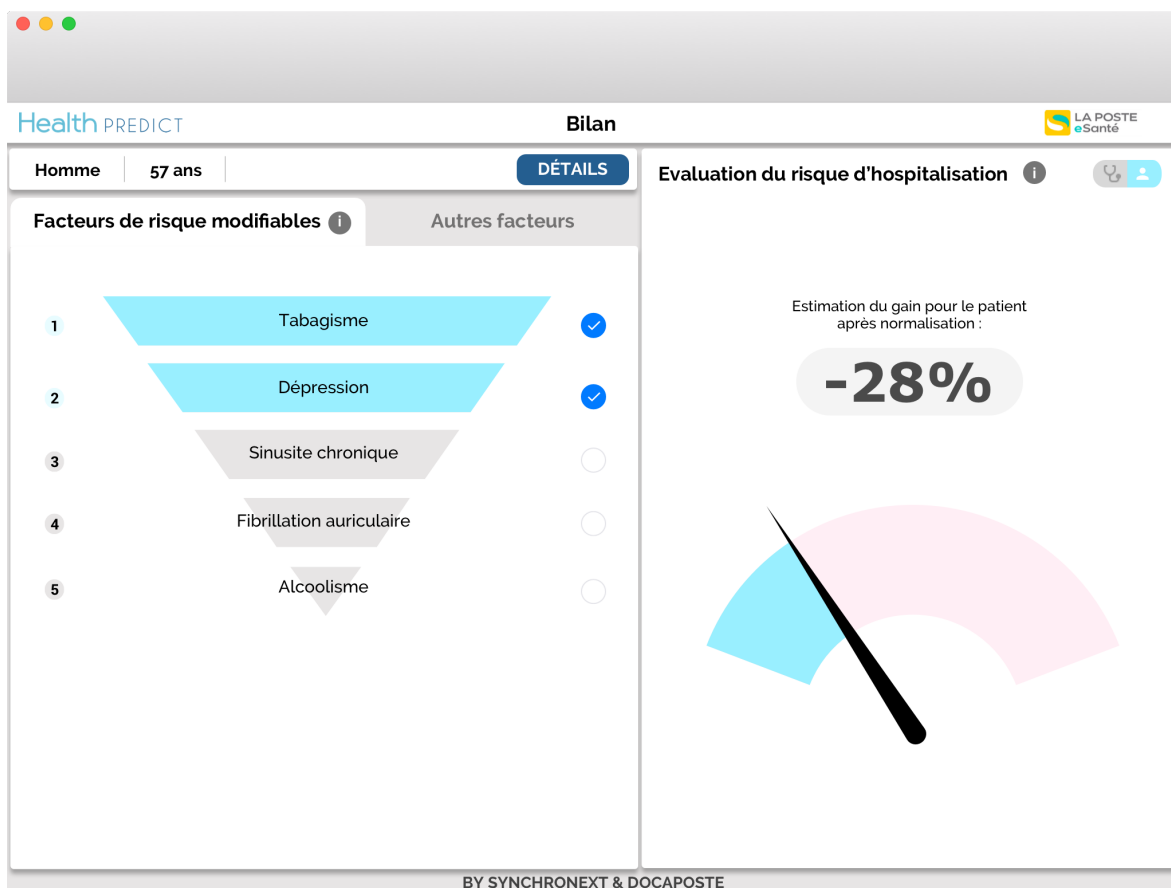 Health PREDICT
Bilan
LA POSTE
eSanté
Homme
57 ans
DÉTAILS
Evaluation du risque d'hospitalisation i
Facteurs de risque modifiables i
Autres facteurs
1 Tabagisme
2 Dépression
3 Sinusite chronique
4 Fibrillation auriculaire
5 Alcoolisme
Estimation du gain pour le patient
après normalisation :
-28%
BY SYNCHRONEXT & DOCAPOSTE